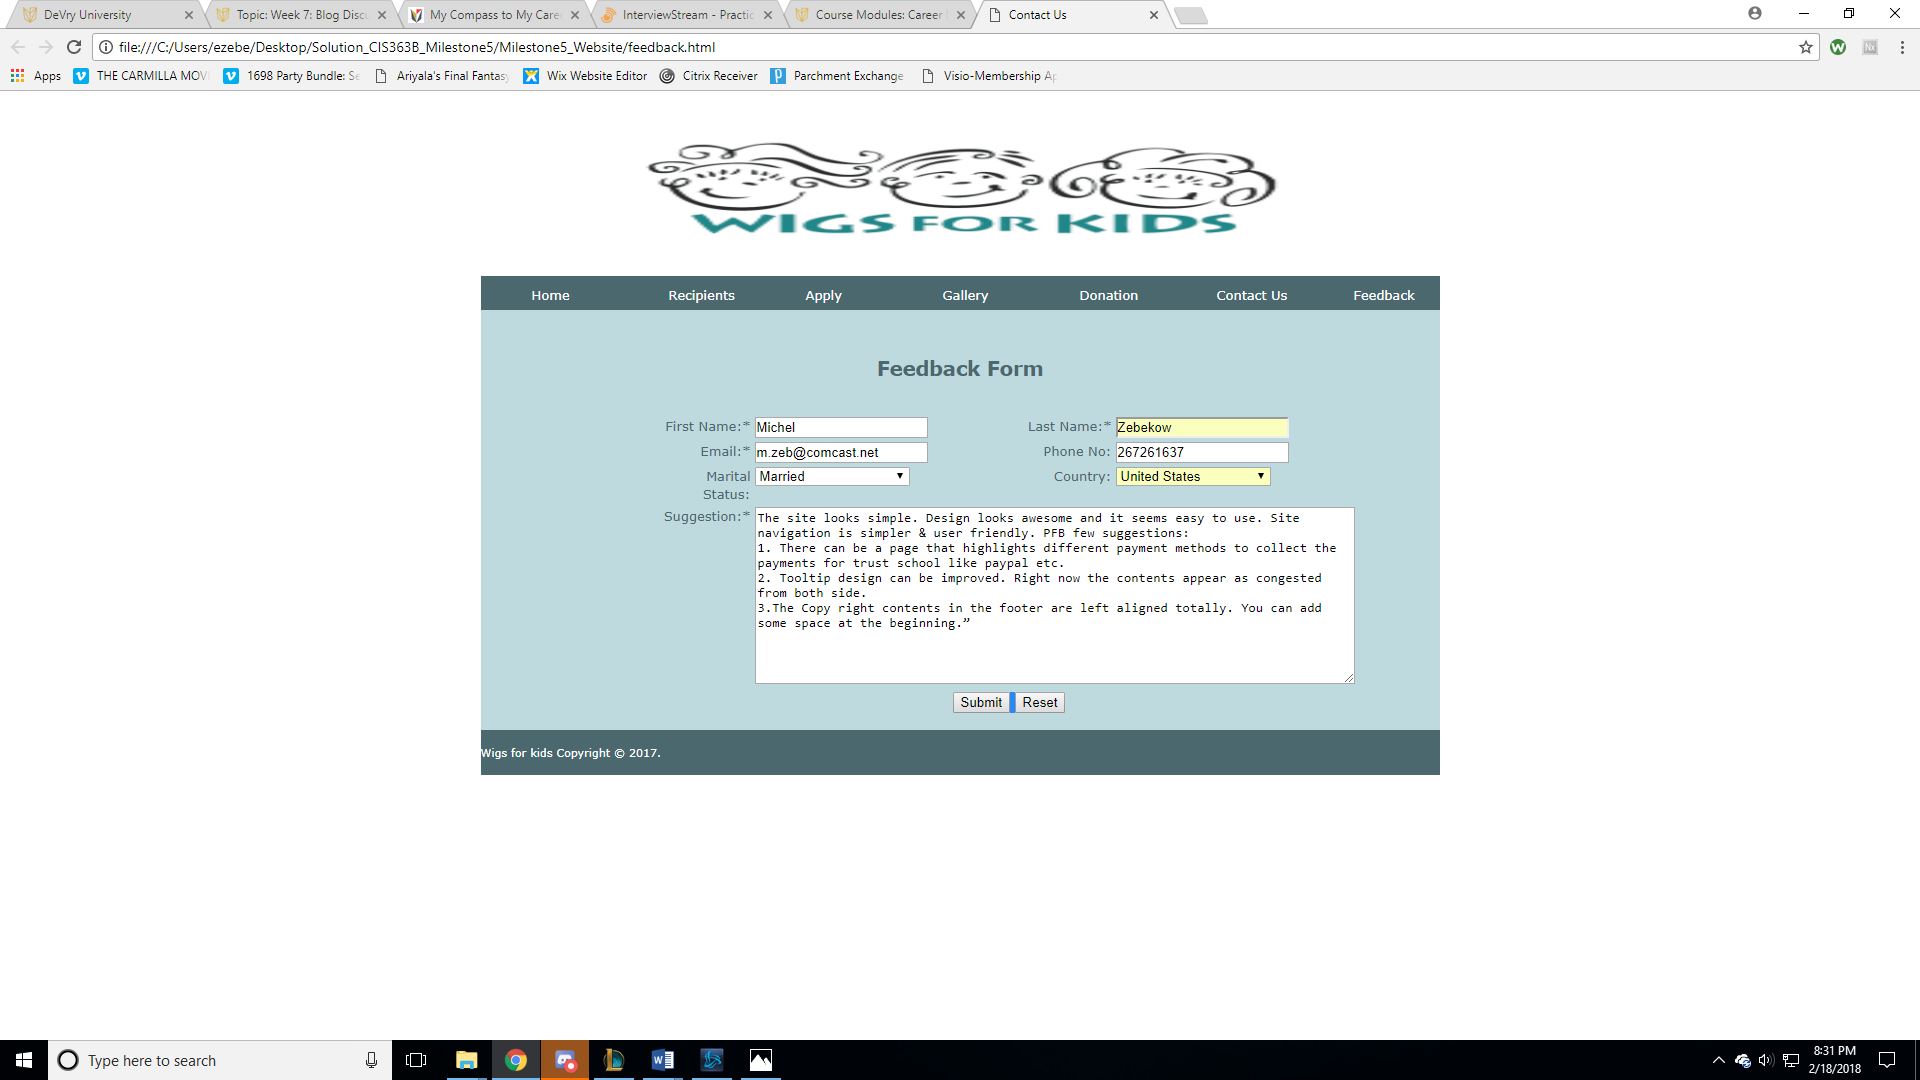 DeVry University
Topic: Week 7: Blog Discu
My Compass to My Caree
InterviewStream - Practic
Course Modules: Career
Contact Us
file:///C:/Users/ezebe/Desktop/Solution_CIS363B_Milestone5/Milestone5_Website/feedback.html
Apps
THE CARMILLA MOV
1698 Party Bundle: Se
Ariyala's Final Fantasy
Wix Website Editor
Citrix Receiver
Parchment Exchange
Visio-Membership Ap
WIGS FOR KIDS
Home Recipients Apply Gallery Donation Contact Us Feedback
Feedback Form
First Name:* Michel Last Name:* Zebekow
Email:* m.zeb@comcast.net Phone No: 267261637
Marital Married Country: United States
Status:
Suggestion:* The site looks simple. Design looks awesome and it seems easy to use. Site
navigation is simpler & user friendly. PFB few suggestions:
1. There can be a page that highlights different payment methods to collect the
payments for trust school like paypal etc.
2. Tooltip design can be improved. Right now the contents appear as congested
from both side.
3.The Copy right contents in the footer are left aligned totally. You can add
some space at the beginning.”
Submit Reset
Wigs for kids Copyright © 2017.
Type here to search
8:31 PM
2/18/2018